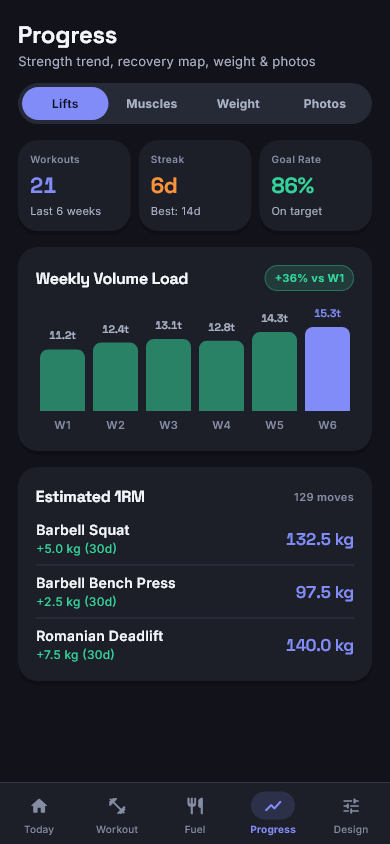 Progress
Strength trend, recovery map, weight & photos
Lifts Muscles Weight Photos
Workouts Streak Goal Rate
21 6d 86%
Last 6 weeks Best: 14d On target
Weekly Volume Load +36% vs W1
11.2t 12.4t 13.1t 12.8t 14.3t 15.3t
W1 W2 W3 W4 W5 W6
Estimated 1RM 129 moves
Barbell Squat 132.5 kg
+5.0 kg (30d)
Barbell Bench Press 97.5 kg
+2.5 kg (30d)
Romanian Deadlift 140.0 kg
+7.5 kg (30d)
Today Workout Fuel Progress Design